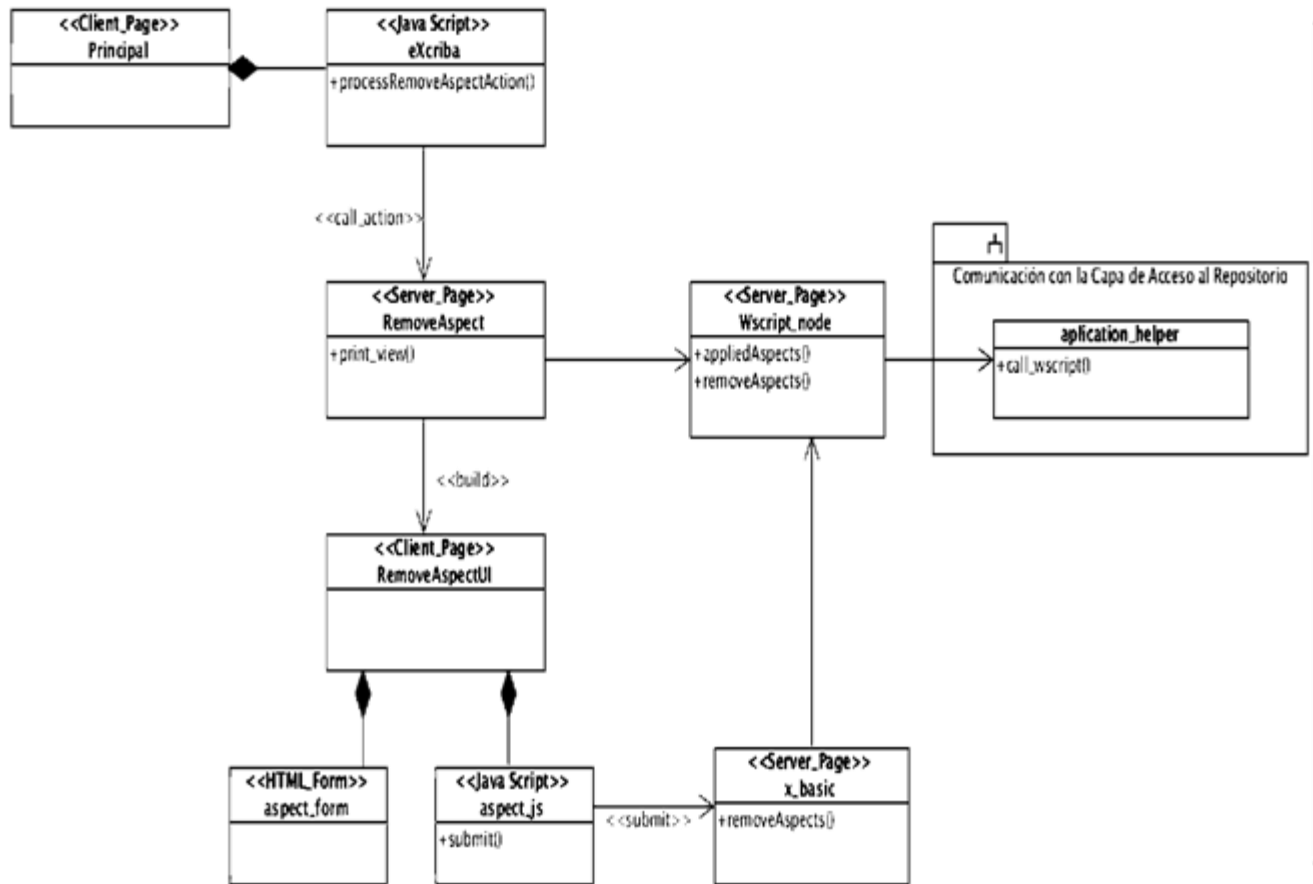 <<Client_Page>>
Principal
<<Java Script>>
eXcriba
+processRemoveAspectAction()
<<call_action>>
<<Server_Page>>
RemoveAspect
+print_view()
<<Server_Page>>
Wscript_node
+appliedAspects()
+removeAspects()
Comunicación con la Capa de Acceso al Repositorio
aplication_helper
+call_wscript()
<<build>>
<<Client_Page>>
RemoveAspectUI
<<HTML_Form>>
aspect_form
<<Java Script>>
aspect_js
+submit()
<<submit>>
<<Server_Page>>
x_basic
+removeAspects()